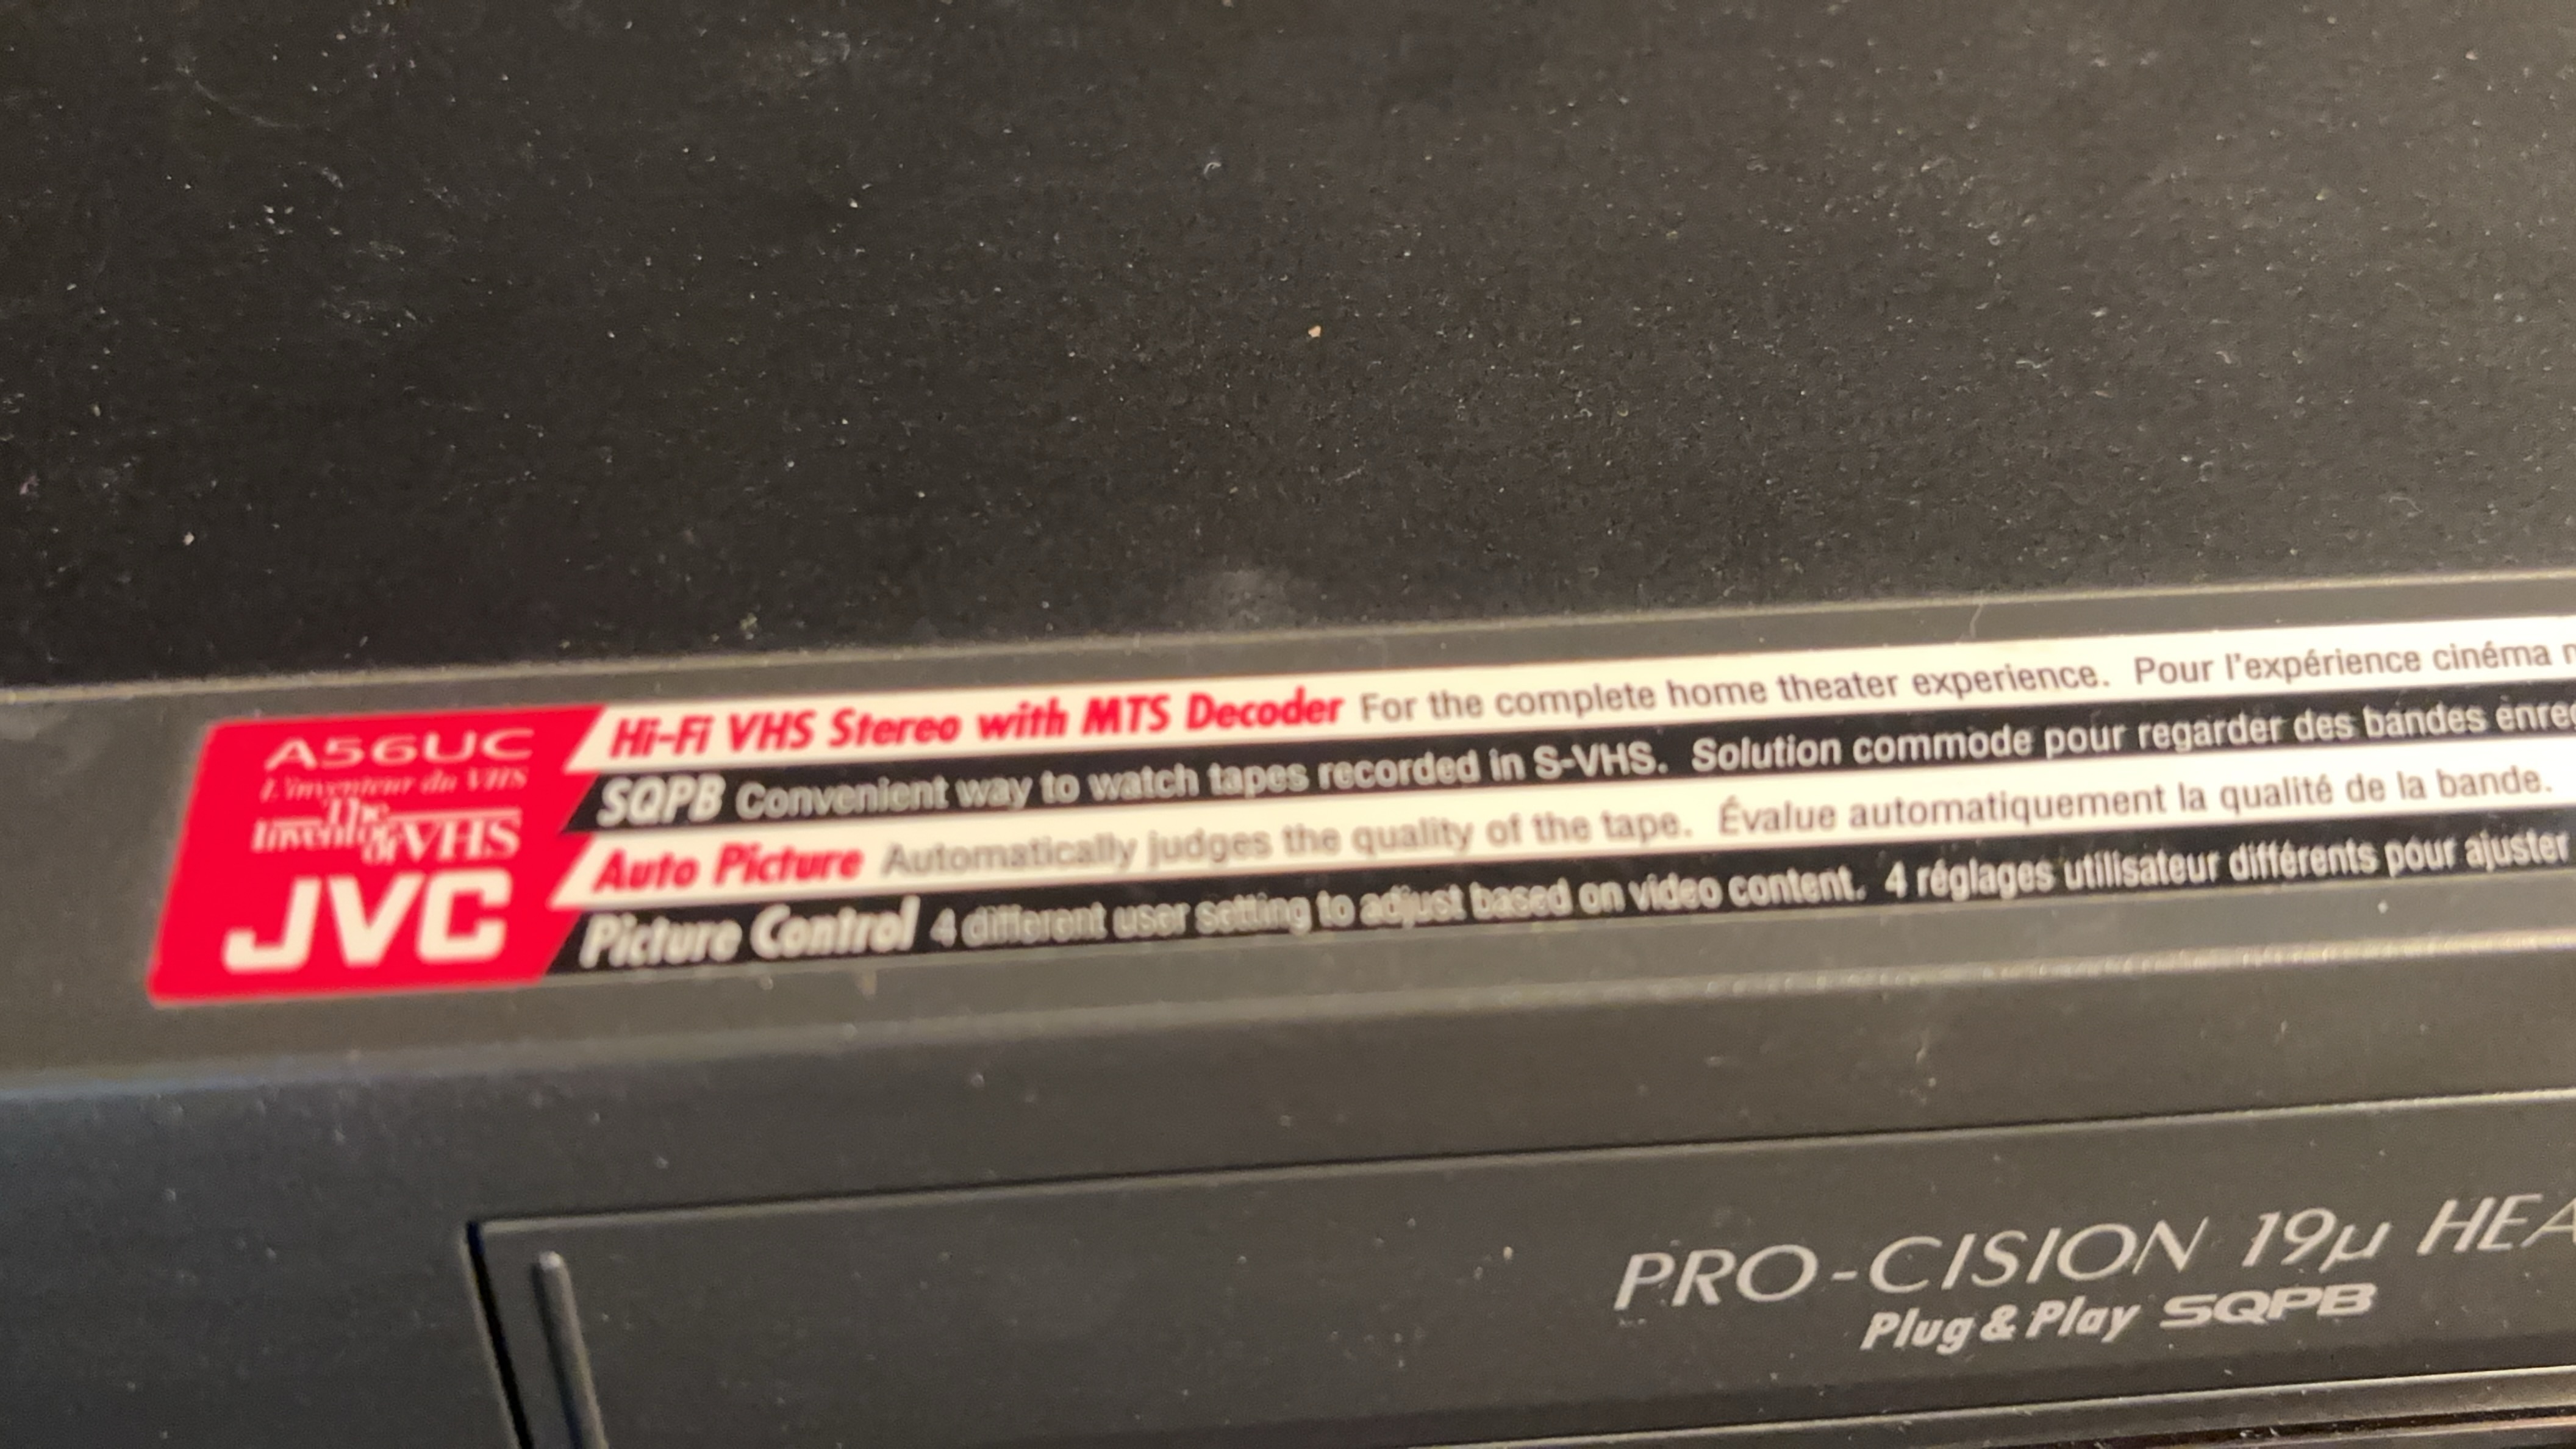 A56UC
L'inventeur du VHS
The
Inventor
of VHS
JVC
Hi-Fi VHS Stereo with MTS Decoder For the complete home theater experience. Pour l'expérience cinéma
SQPB Convenient way to watch tapes recorded in S-VHS. Solution commode pour regarder des bandes enre
Auto Picture Automatically judges the quality of the tape. Évalue automatiquement la qualité de la bande.
Picture Control 4 different user setting to adjust based on video content. 4 réglages utilisateur différents pour ajuster
PRO-CISION 19µ HEA
Plug & Play SQPB